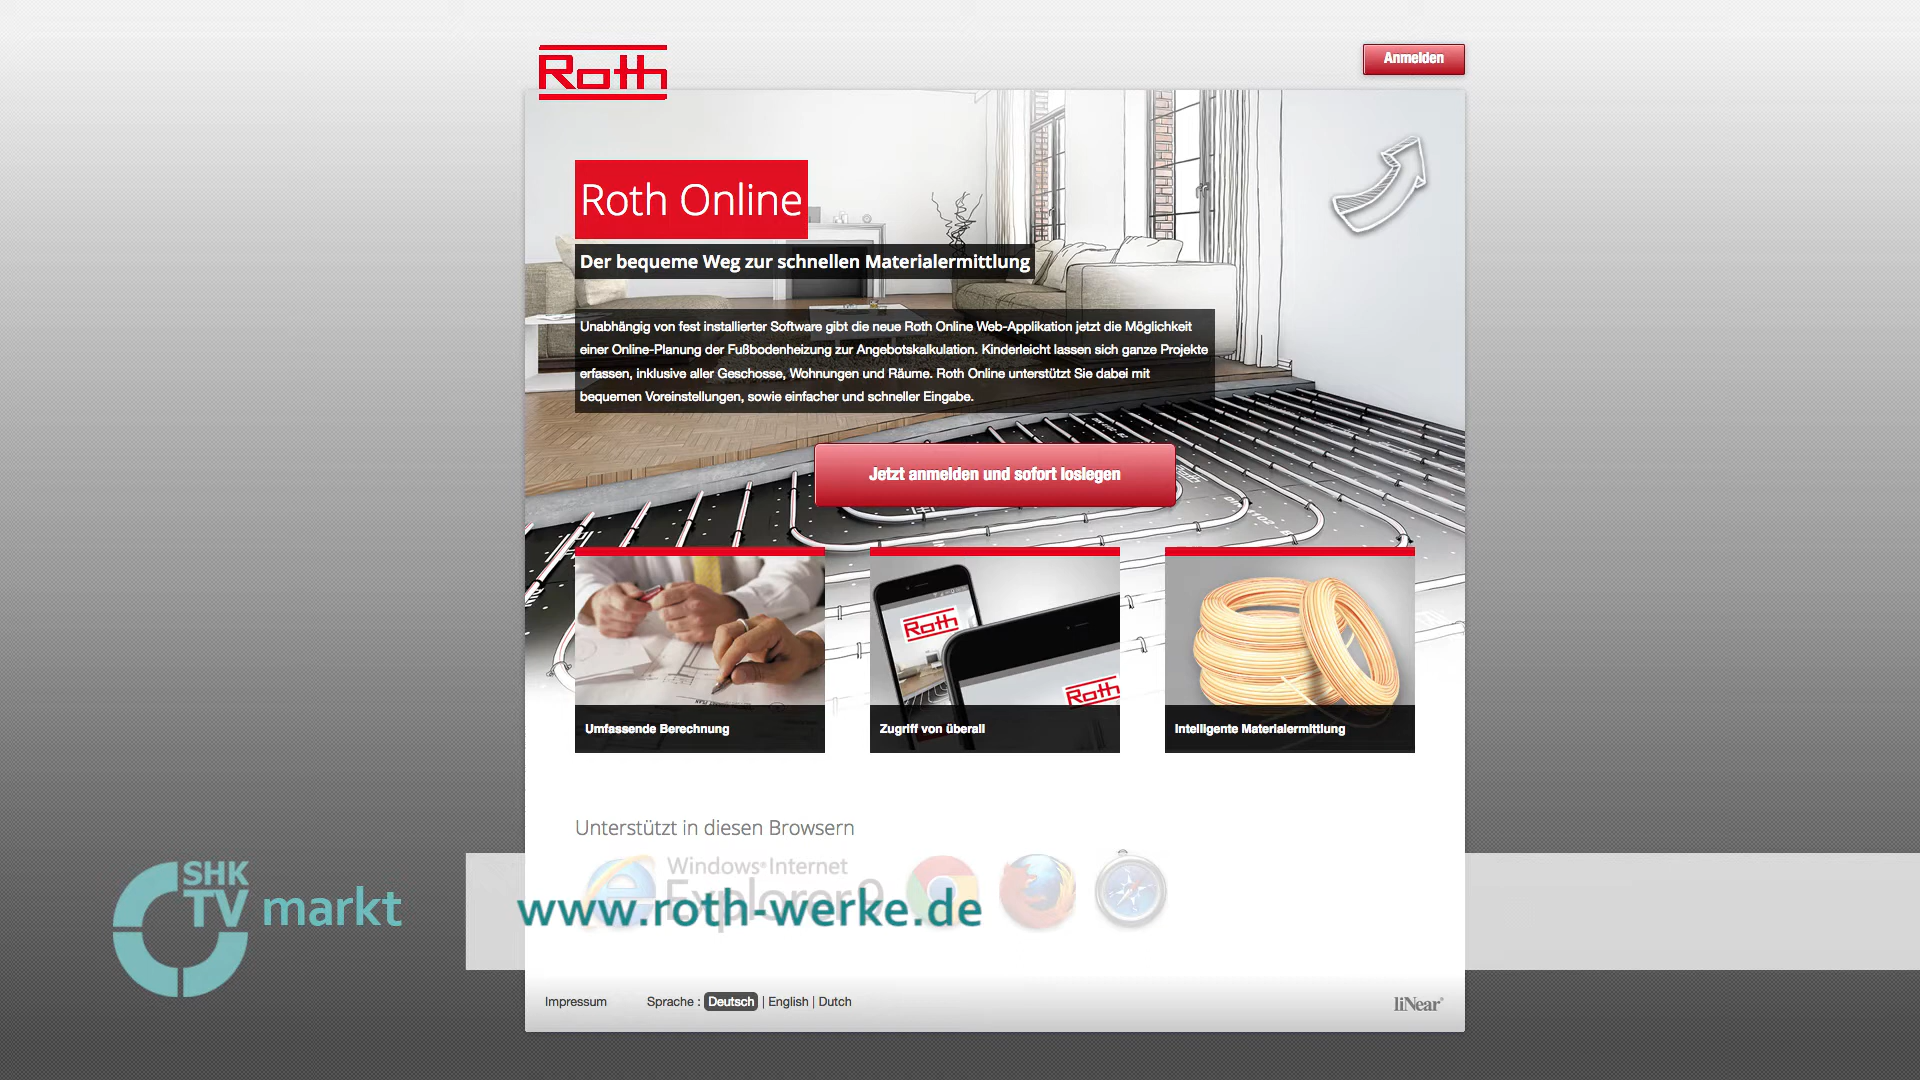 Roth
Anmelden
Roth Online
Der bequeme Weg zur schnellen Materialermittlung
Unabhängig von fest installierter Software gibt die neue Roth Online Web-Applikation jetzt die Möglichkeit
einer Online-Planung der Fußbodenheizung zur Angebotskalkulation. Kinderleicht lassen sich ganze Projekte
erfassen, inklusive aller Geschosse, Wohnungen und Räume. Roth Online unterstützt Sie dabei mit
bequemen Voreinstellungen, sowie einfacher und schneller Eingabe.
Jetzt anmelden und sofort loslegen
Roth
Roth
Umfassende Berechnung
Zugriff von überall
Intelligente Materialermittlung
Unterstützt in diesen Browsern
Windows® Internet
Explorer 9
SHK
TV markt
www.roth-werke.de
Impressum
Sprache : Deutsch | English | Dutch
liNear®